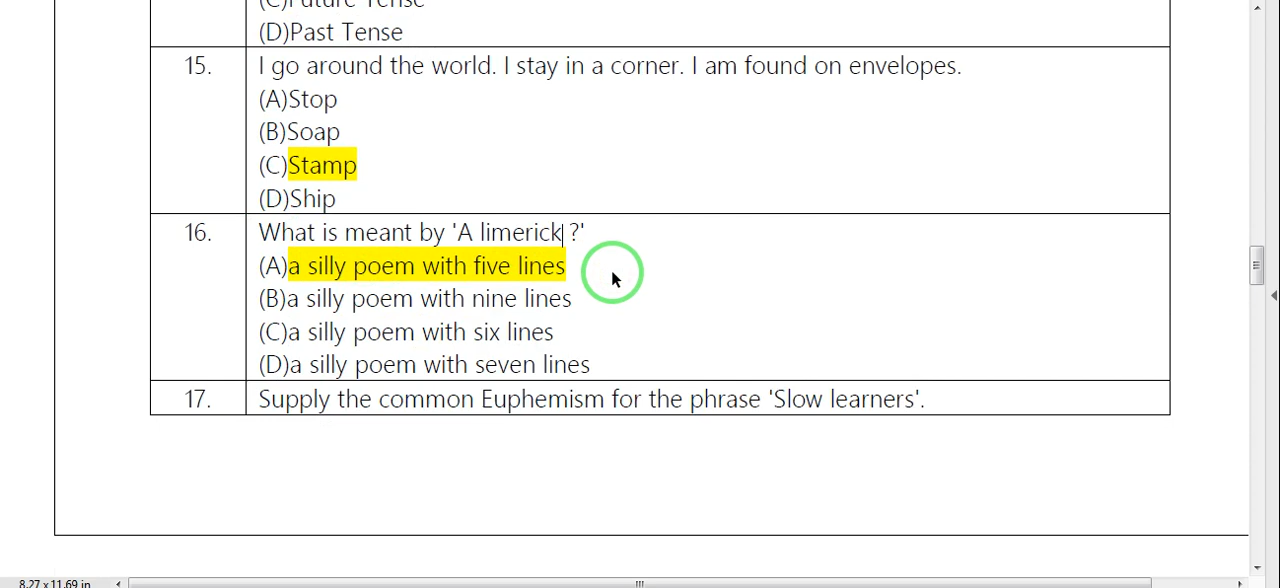 (C)Future Tense
(D)Past Tense
15.
I go around the world. I stay in a corner. I am found on envelopes.
(A)Stop
(B)Soap
(C)Stamp
(D)Ship
16.
What is meant by 'A limerick ?'
(A)a silly poem with five lines
(B)a silly poem with nine lines
(C)a silly poem with six lines
(D)a silly poem with seven lines
17.
Supply the common Euphemism for the phrase 'Slow learners'.
8.27 x 11.69 in